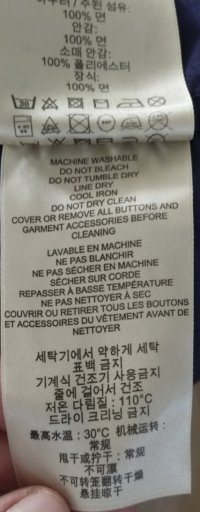 100% 면
안감:
100% 면
소매 안감:
100% 폴리에스터
장식:
100% 면
30
MACHINE WASHABLE
DO NOT BLEACH
DO NOT TUMBLE DRY
LINE DRY
COOL IRON
DO NOT DRY CLEAN
COVER OR REMOVE ALL BUTTONS AND
GARMENT ACCESSORIES BEFORE
CLEANING
LAVABLE EN MACHINE
NE PAS BLANCHIR
NE PAS SÉCHER EN MACHINE
SÉCHER SUR CORDE
REPASSER À BASSE TEMPÉRATURE
NE PAS NETTOYER À SEC
COUVRIR OU RETIRER TOUS LES BOUTONS
ET ACCESSOIRES DU VÊTEMENT AVANT DE
NETTOYER
세탁기에서 약하게 세탁
표백 금지
기계식 건조기 사용금지
줄에 걸어서 건조
저온 다림질 : 110°C
드라이 크리닝 금지
最高水温：30°C 机械运转：
常规
甩干或拧干：常规
不可漂
不可转笼翻转干燥
悬挂晾干